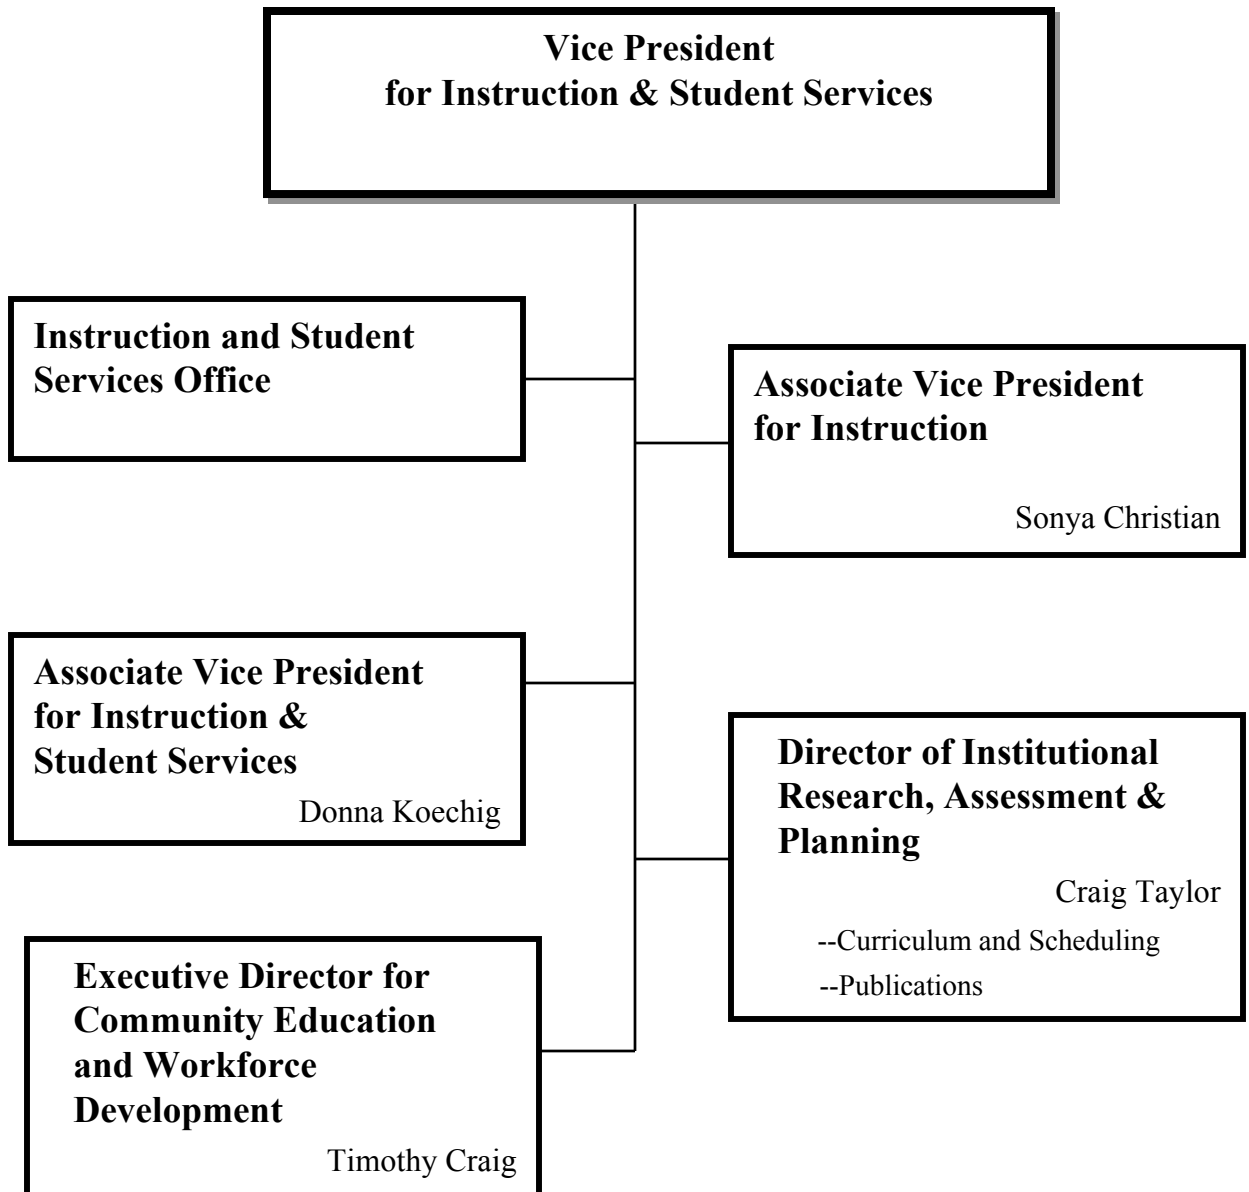 Vice President
for Instruction & Student Services
Instruction and Student
Services Office
Associate Vice President
for Instruction
Sonya Christian
Associate Vice President
for Instruction &
Student Services
Donna Koechig
Director of Institutional
Research, Assessment &
Planning
Craig Taylor
--Curriculum and Scheduling
--Publications
Executive Director for
Community Education
and Workforce
Development
Timothy Craig